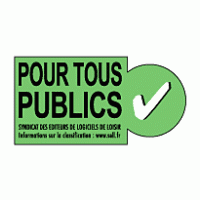 POUR TOUS
PUBLICS
SYNDICAT DES EDITEURS DE LOGICIELS DE LOISIR
Informations sur la classification : www.sell.fr